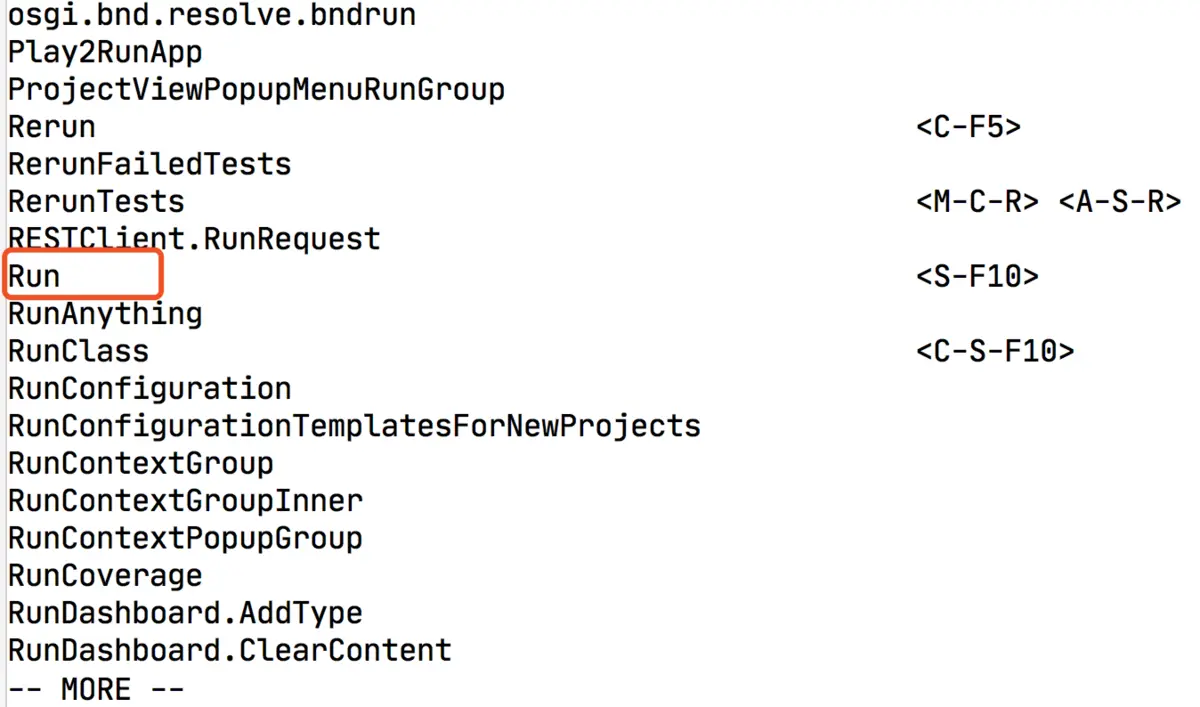 osgi.bnd.resolve.bndrun
Play2RunApp
ProjectViewPopupMenuRunGroup
Rerun <C-F5>
RerunFailedTests
RerunTests <M-C-R> <A-S-R>
RESTClient.RunRequest
Run <S-F10>
RunAnything
RunClass <C-S-F10>
RunConfiguration
RunConfigurationTemplatesForNewProjects
RunContextGroup
RunContextGroupInner
RunContextPopupGroup
RunCoverage
RunDashboard.AddType
RunDashboard.ClearContent
-- MORE --